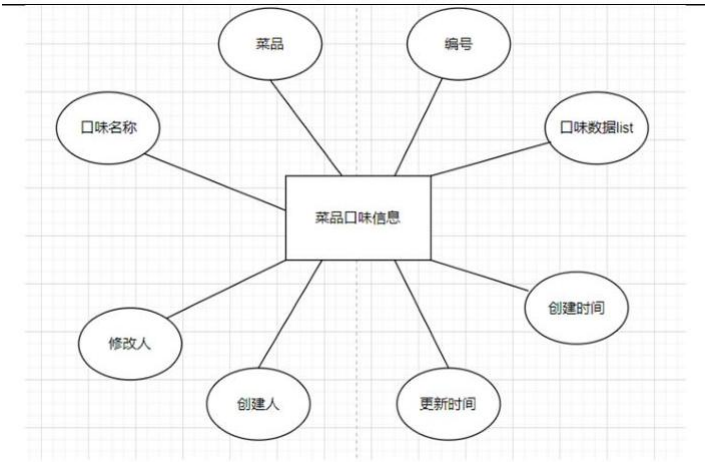 菜品
编号
口味名称
口味数据list
菜品口味信息
创建时间
修改人
创建人
更新时间